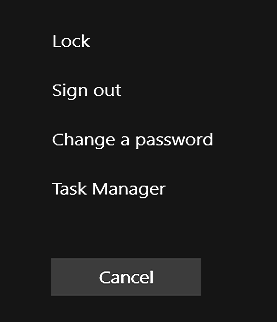 Lock
Sign out
Change a password
Task Manager
Cancel